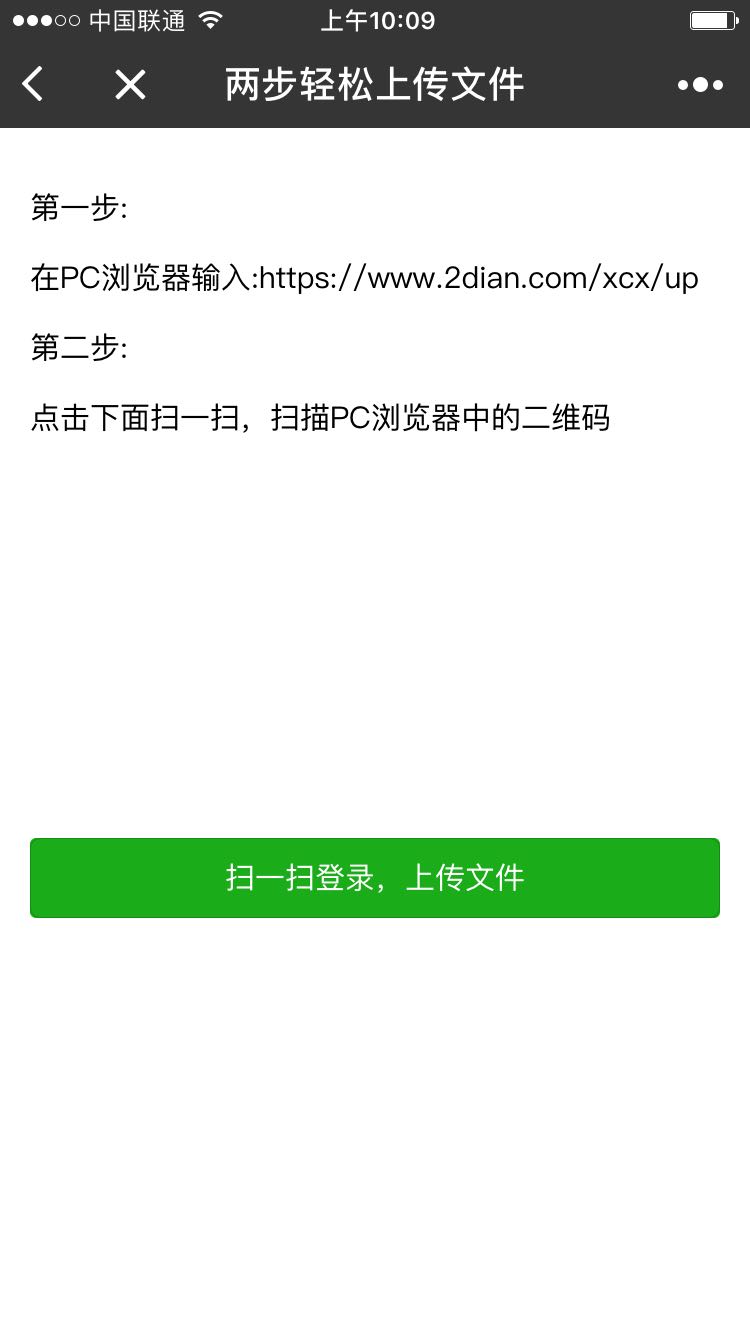 中国联通
上午10:09
两步轻松上传文件
第一步:
在PC浏览器输入:https://www.2dian.com/xcx/up
第二步:
点击下面扫一扫，扫描PC浏览器中的二维码
扫一扫登录，上传文件